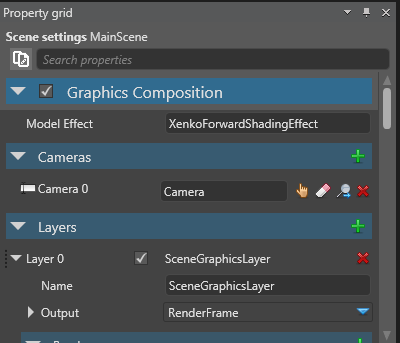 Property grid
Scene settings MainScene
Search properties
Graphics Composition
Model Effect XenkoForwardShadingEffect
Cameras
Camera 0 Camera
Layers
Layer 0 SceneGraphicsLayer
Name SceneGraphicsLayer
Output RenderFrame